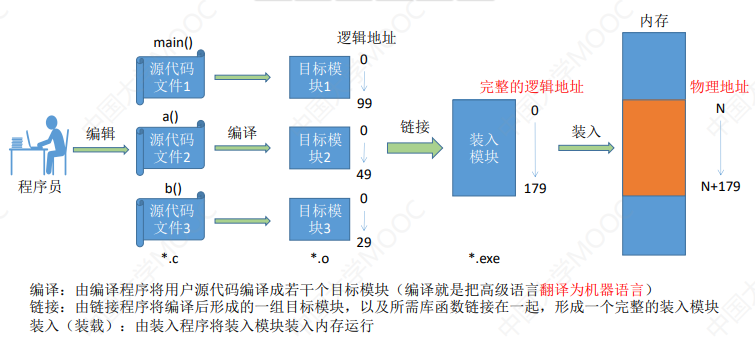 main()
源代码
文件1
a()
源代码
文件2
b()
源代码
文件3
*.c
程序员
编辑
编译
逻辑地址
目标模
块1
0
99
目标模
块2
0
49
目标模
块3
0
29
*.o
链接
完整的逻辑地址
装入
模块
0
179
*.exe
装入
内存
物理地址
N
N+179
编译：由编译程序将用户源代码编译成若干个目标模块（编译就是把高级语言翻译为机器语言）
链接：由链接程序将编译后形成的一组目标模块，以及所需库函数链接在一起，形成一个完整的装入模块
装入（装载）：由装入程序将装入模块装入内存运行
中国大学MOOC